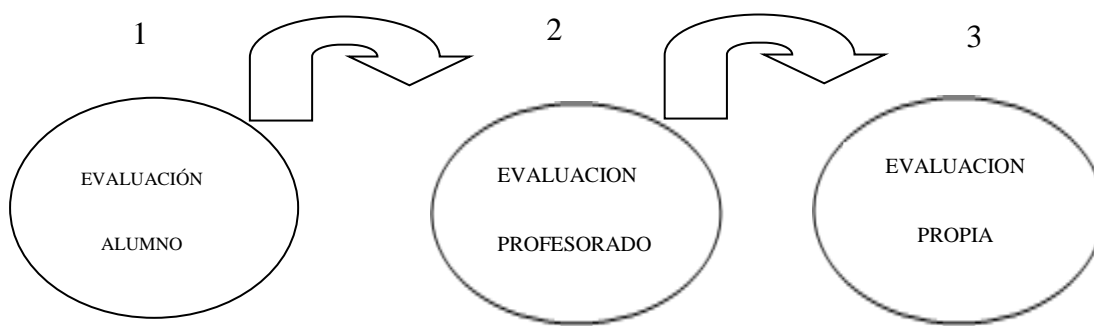 1
2
3
EVALUACIÓN
ALUMNO
EVALUACION
PROFESORADO
EVALUACION
PROPIA